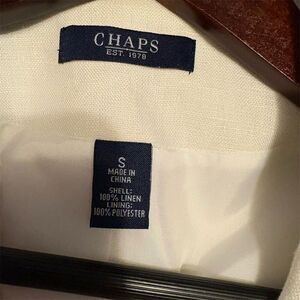 CHAPS
EST. 1978
S
MADE IN
CHINA
SHELL:
100% LINEN
LINING:
100% POLYESTER